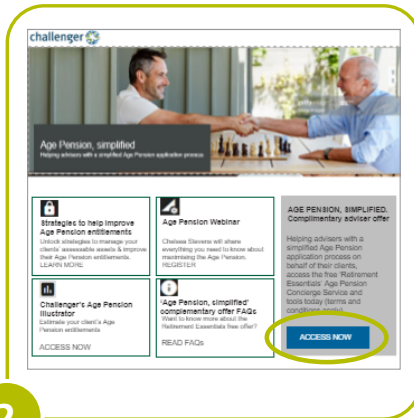 challenger
Age Pension, simplified
Helping advisers with a simplified Age Pension application process
Strategies to help improve
Age Pension entitlements
Unlock strategies to manage your
clients' assessable assets & improve
their Age Pension entitlements.
LEARN MORE
Age Pension Webinar
Chelsea Stevens will share
everything you need to know about
maximising the Age Pension.
REGISTER
Challenger's Age Pension
Illustrator
Estimate your client's Age
Pension entitlements
ACCESS NOW
'Age Pension, simplified'
complementary offer FAQs
Want to know more about the
Retirement Essentials free offer?
READ FAQs
AGE PENSION, SIMPLIFIED.
Complimentary adviser offer
Helping advisers with a
simplified Age Pension
application process on
behalf of their clients,
access the free 'Retirement
Essentials' Age Pension
Concierge Service and
tools today (terms and
conditions apply)
ACCESS NOW